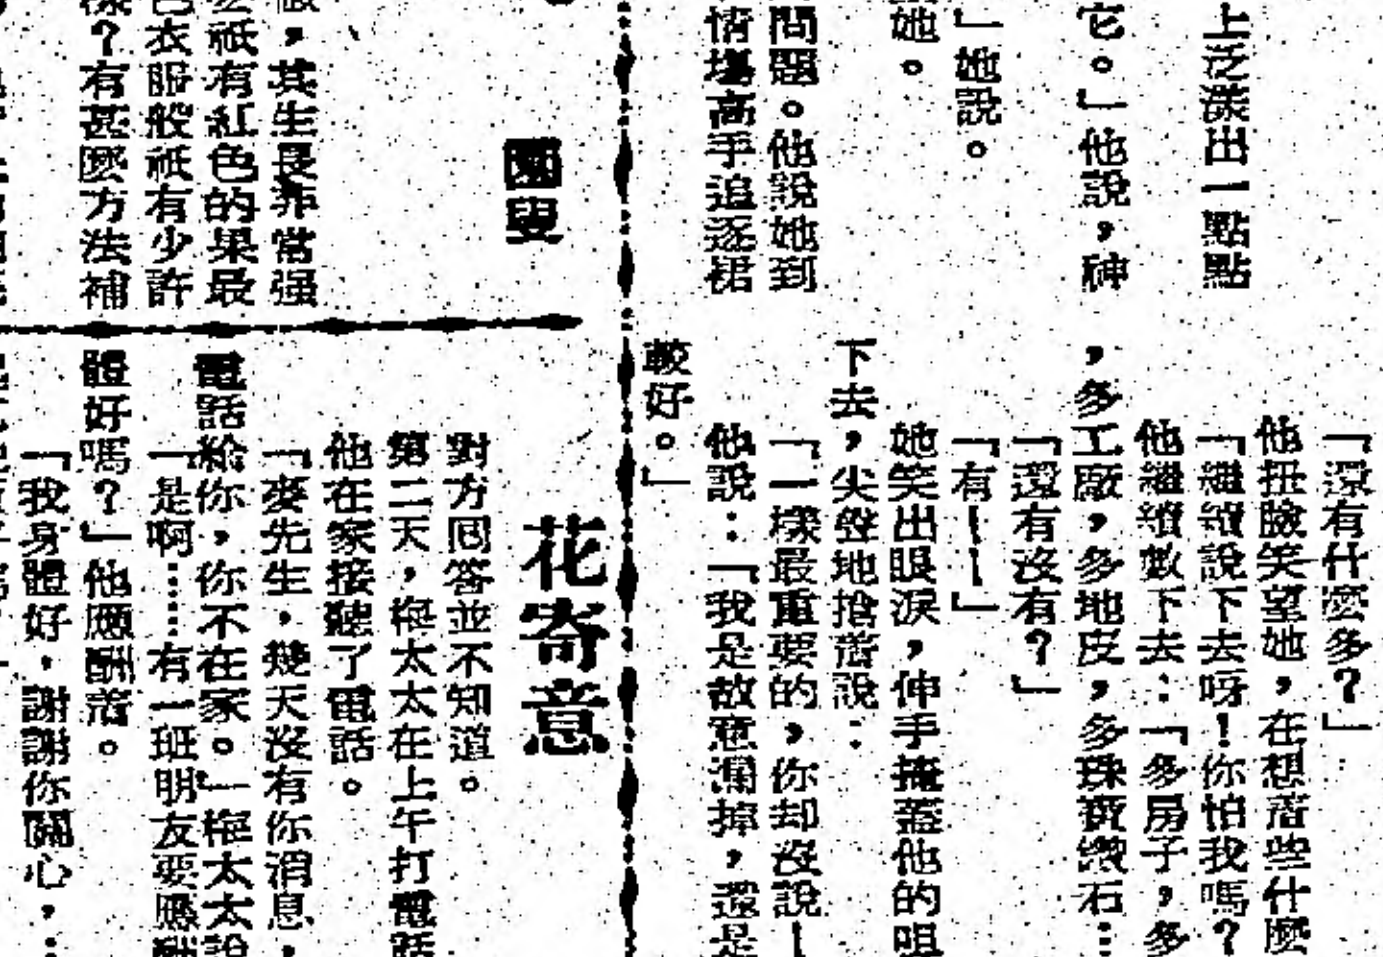 上泛漾出一點點
它。」他說，神
」她說。
她。
問題。他說她到
情場高手追逐裙
「還有什麼多？」
他扭臉笑望她，在想着些什麼
「繼續說下去呀！你怕我嗎？
他繼續數下去：「多房子，多
，多工廠，多地皮，多珠寶鑽石…
「還有沒有？」
「有——」
她笑出眼淚，伸手掩蓋他的咀
下去，尖聲地搶着說：
「一樣最重要的，你却沒說—
他說：「我是故意漏掉，還是
較好。」
園叟
，其生長非常强
祇有紅色的果最
色衣服般祇有少許
？有甚麼方法補
花寄意
對方回答並不知道。
第二天，梅太太在上午打電話
他在家接聽了電話。
「麥先生，幾天沒有你消息，
電話給你，你不在家。」梅太太說
「是啊……有一班朋友要應酬
體好嗎？」他應酬着。
「我身體好，謝謝你關心，…